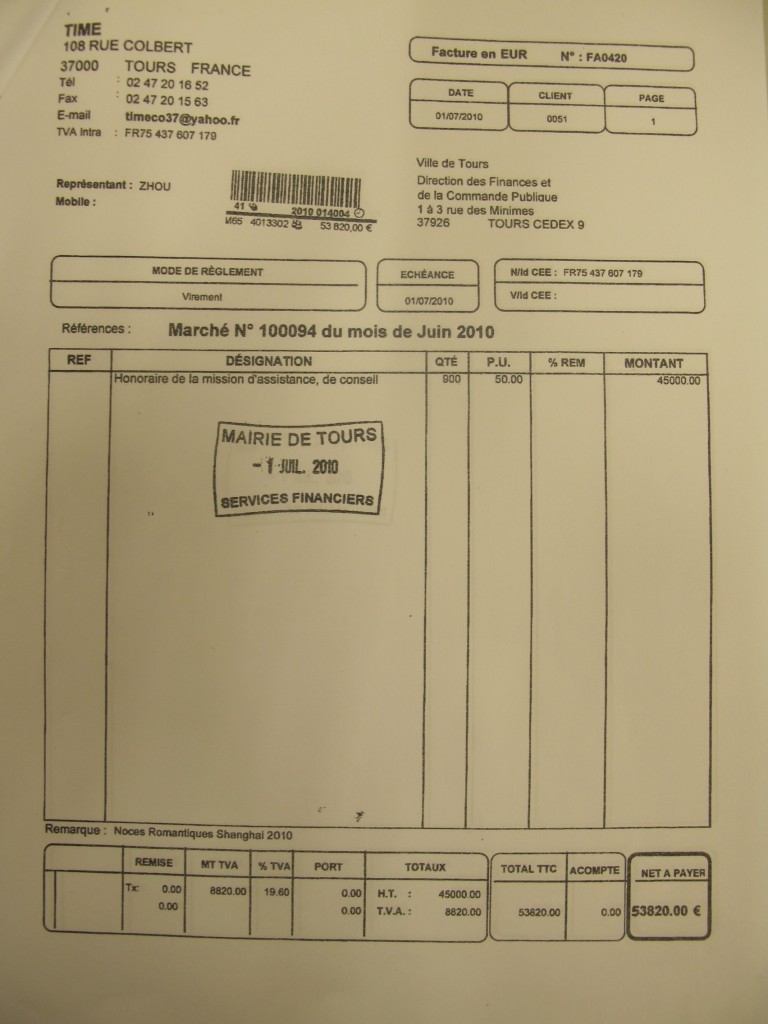 TIME
108 RUE COLBERT
37000 TOURS FRANCE
Tél : 02 47 20 16 52
Fax : 02 47 20 15 63
E-mail timeco37@yahoo.fr
TVA Intra : FR75 437 607 179
Facture en EUR N° : FA0420
DATE CLIENT PAGE
01/07/2010 0051 1
Représentant : ZHOU
Mobile :
41 2010 014004
M65 4013302 53 820,00 €
Ville de Tours
Direction des Finances et
de la Commande Publique
1 à 3 rue des Minimes
37926 TOURS CEDEX 9
MODE DE RÈGLEMENT
Virement
ECHÉANCE
01/07/2010
N/Id CEE : FR75 437 607 179
V/Id CEE :
Références : Marché N° 100094 du mois de Juin 2010
REF DÉSIGNATION QTÉ P.U. % REM MONTANT
Honoraire de la mission d'assistance, de conseil 900 50.00 45000.00
MAIRIE DE TOURS
- 1 JUIL. 2010
SERVICES FINANCIERS
Remarque : Noces Romantiques Shanghai 2010
REMISE MT TVA % TVA PORT TOTAUX TOTAL TTC ACOMPTE NET A PAYER
Tx: 0.00 8820.00 19.60 0.00 H.T. : 45000.00
0.00 0.00 T.V.A. : 8820.00 53820.00 0.00 53820.00 €